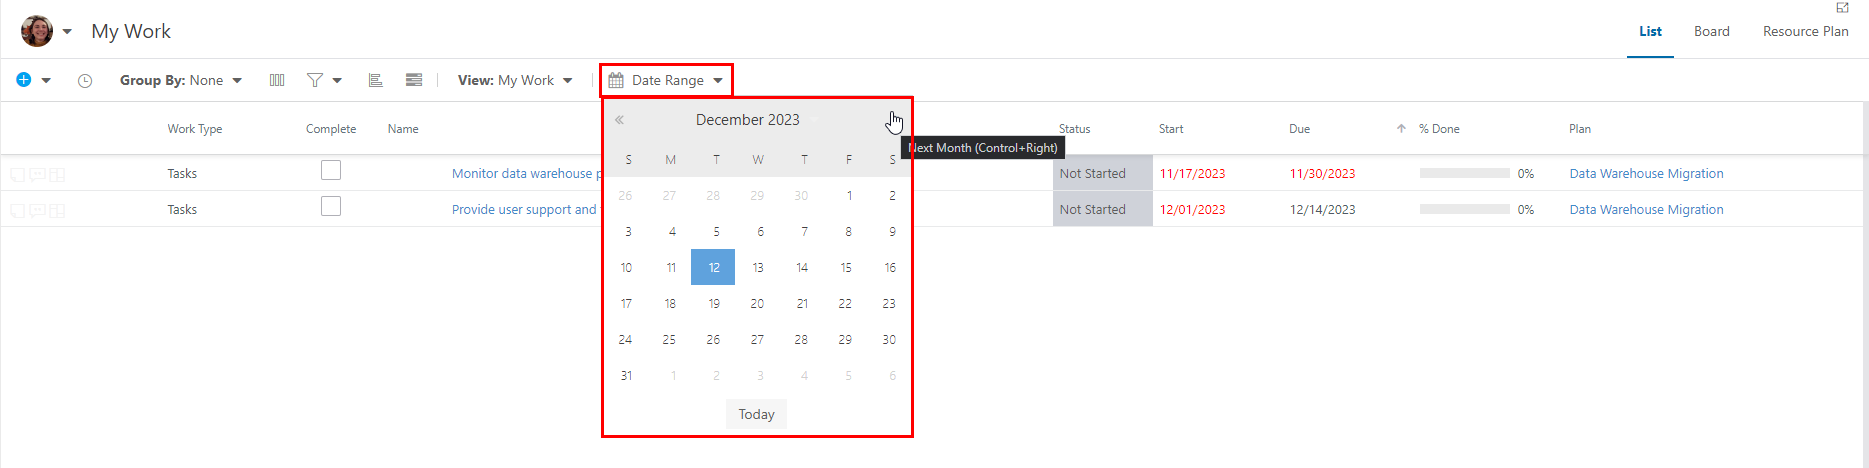 My Work
List Board Resource Plan
Group By: None View: My Work Date Range
Work Type Complete Name Status Start Due % Done Plan
December 2023
Next Month (Control+Right)
S M T W T F S
Tasks Monitor data warehouse p Not Started 11/17/2023 11/30/2023 0% Data Warehouse Migration
26 27 28 29 30 1 2
Tasks Provide user support and Not Started 12/01/2023 12/14/2023 0% Data Warehouse Migration
3 4 5 6 7 8 9
10 11 12 13 14 15 16
17 18 19 20 21 22 23
24 25 26 27 28 29 30
31 1 2 3 4 5 6
Today